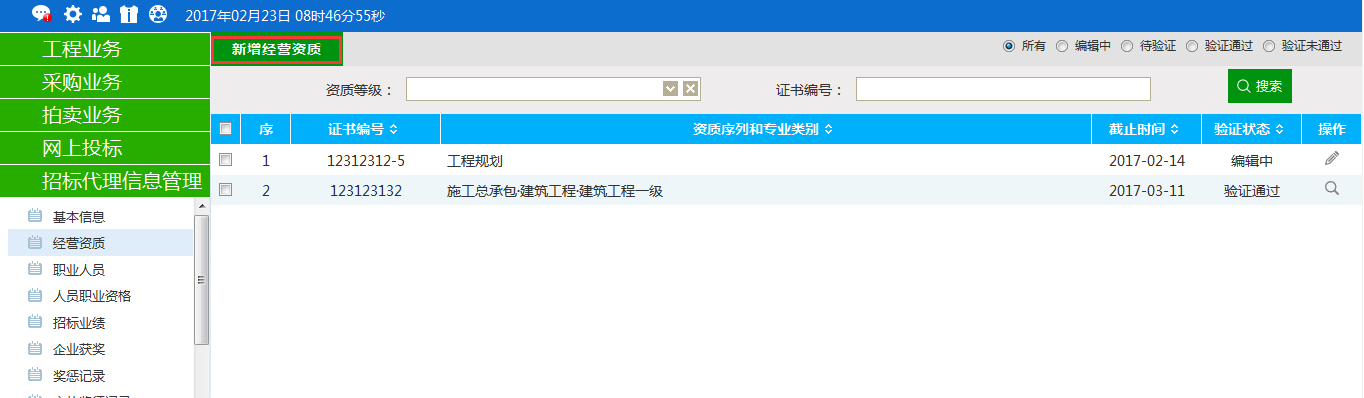 2017年02月23日 08时46分55秒
工程业务
采购业务
拍卖业务
网上投标
招标代理信息管理
基本信息
经营资质
职业人员
人员职业资格
招标业绩
企业获奖
奖惩记录
新增经营资质
所有 编辑中 待验证 验证通过 验证未通过
资质等级： 证书编号： 搜索
序 证书编号 资质序列和专业类别 截止时间 验证状态 操作
1 12312312-5 工程规划 2017-02-14 编辑中
2 123123132 施工总承包·建筑工程·建筑工程一级 2017-03-11 验证通过